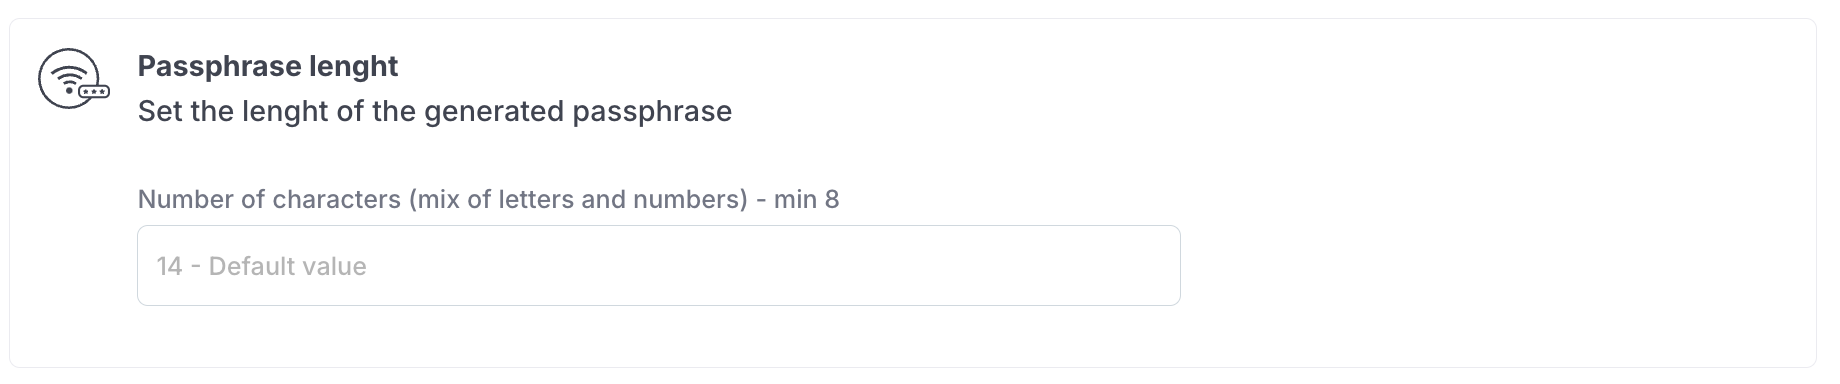 Passphrase lenght
Set the lenght of the generated passphrase
Number of characters (mix of letters and numbers) - min 8
14 - Default value